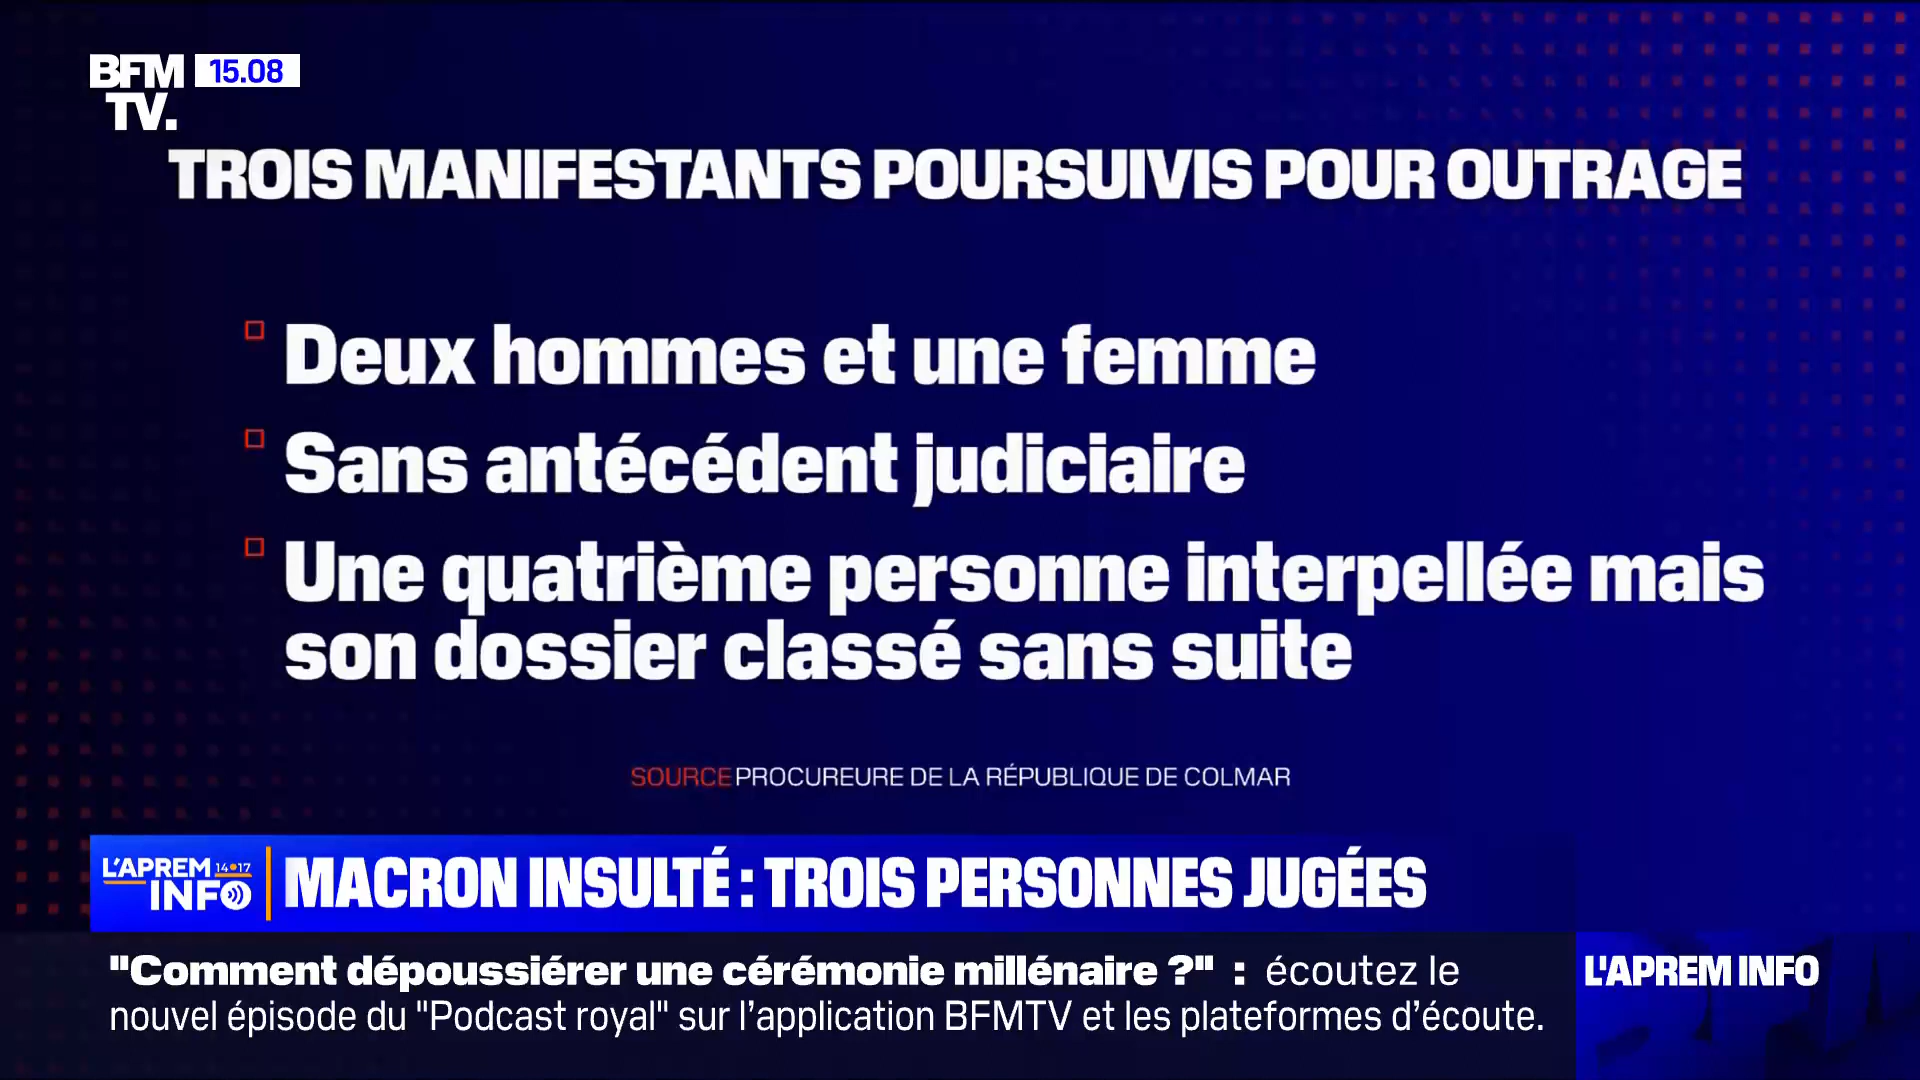 BFM 15.08
TV.
TROIS MANIFESTANTS POURSUIVIS POUR OUTRAGE
Deux hommes et une femme
Sans antécédent judiciaire
Une quatrième personne interpellée mais
son dossier classé sans suite
SOURCE PROCUREURE DE LA RÉPUBLIQUE DE COLMAR
L'APREM 14•17
INFO
MACRON INSULTÉ : TROIS PERSONNES JUGÉES
"Comment dépoussiérer une cérémonie millénaire ?" : écoutez le
nouvel épisode du "Podcast royal" sur l'application BFMTV et les plateformes d'écoute.
L'APREM INFO